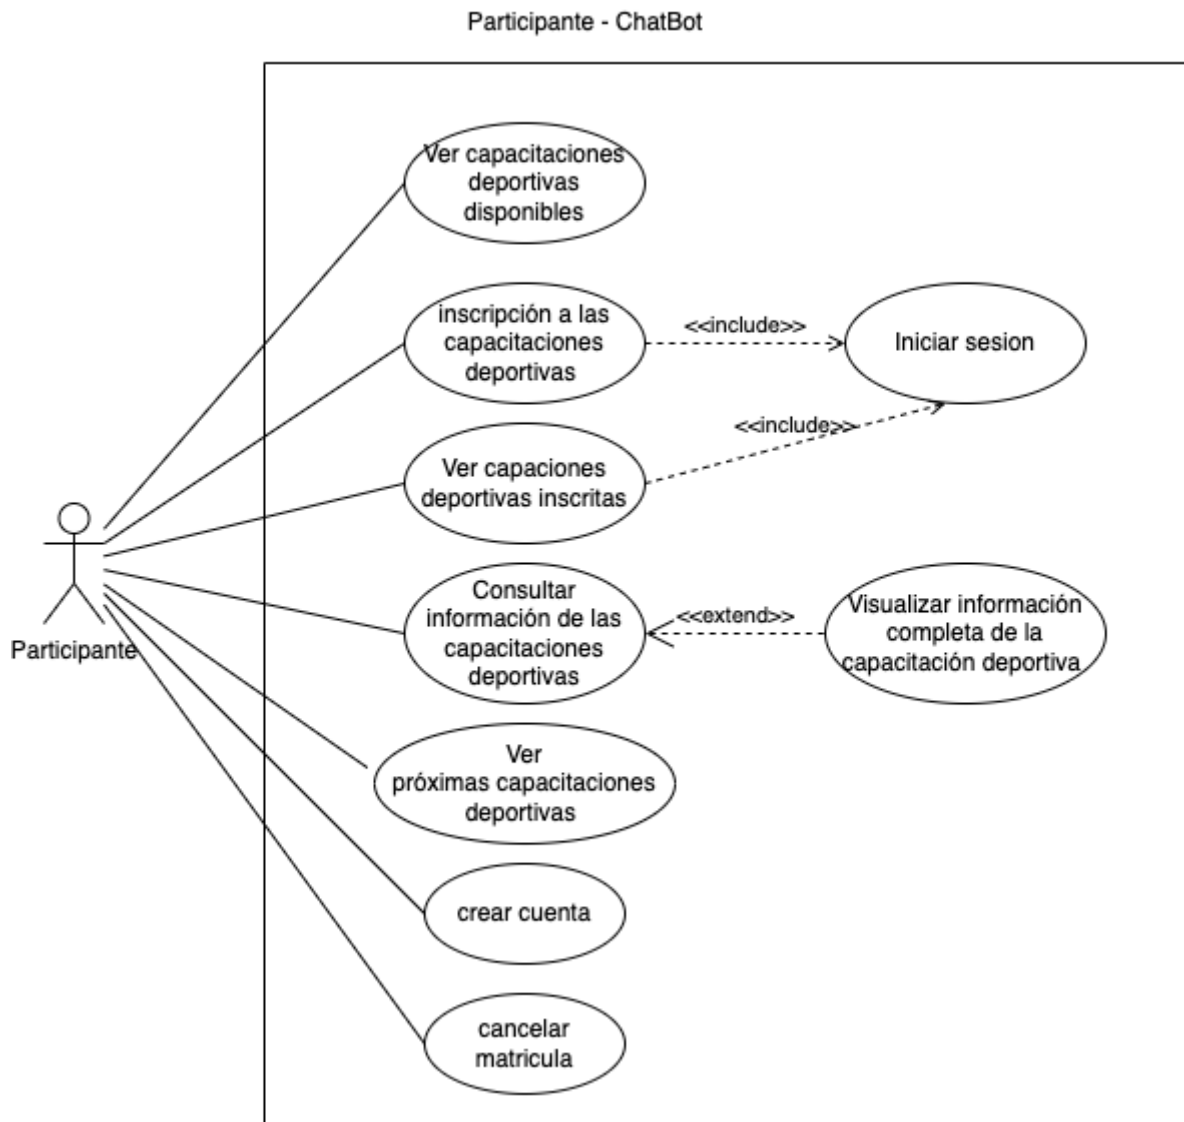 Participante - ChatBot
Ver capacitaciones
deportivas
disponibles
inscripción a las
capacitaciones
deportivas
<<include>>
Iniciar sesion
<<include>>
Ver capaciones
deportivas inscritas
Participante
Consultar
información de las
capacitaciones
deportivas
<<extend>>
Visualizar información
completa de la
capacitación deportiva
Ver
próximas capacitaciones
deportivas
crear cuenta
cancelar
matricula